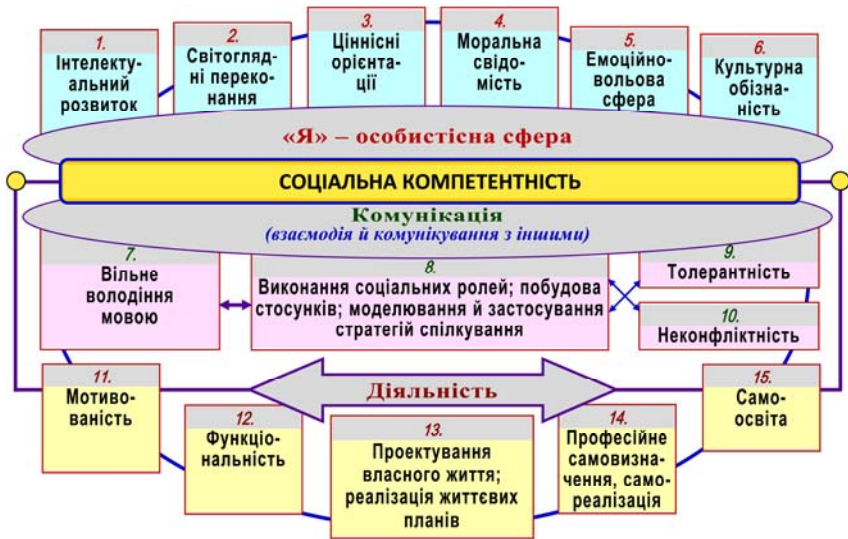 1.
Інтелекту-
альний
розвиток
2.
Світогляд-
ні переко-
нання
3.
Ціннісні
орієнта-
ції
4.
Моральна
свідо-
мість
5.
Емоційно-
вольова
сфера
6.
Культурна
обізна-
ність
«Я» – особистісна сфера
СОЦІАЛЬНА КОМПЕТЕНТНІСТЬ
Комунікація
(взаємодія й комунікування з іншими)
7.
Вільне
володіння
мовою
8.
Виконання соціальних ролей; побудова
стосунків; моделювання й застосування
стратегій спілкування
9.
Толерантність
10.
Неконфліктність
Діяльність
11.
Мотиво-
ваність
12.
Функціо-
нальність
13.
Проектування
власного життя;
реалізація життєвих
планів
14.
Професійне
самовизна-
чення, само-
реалізація
15.
Само-
освіта